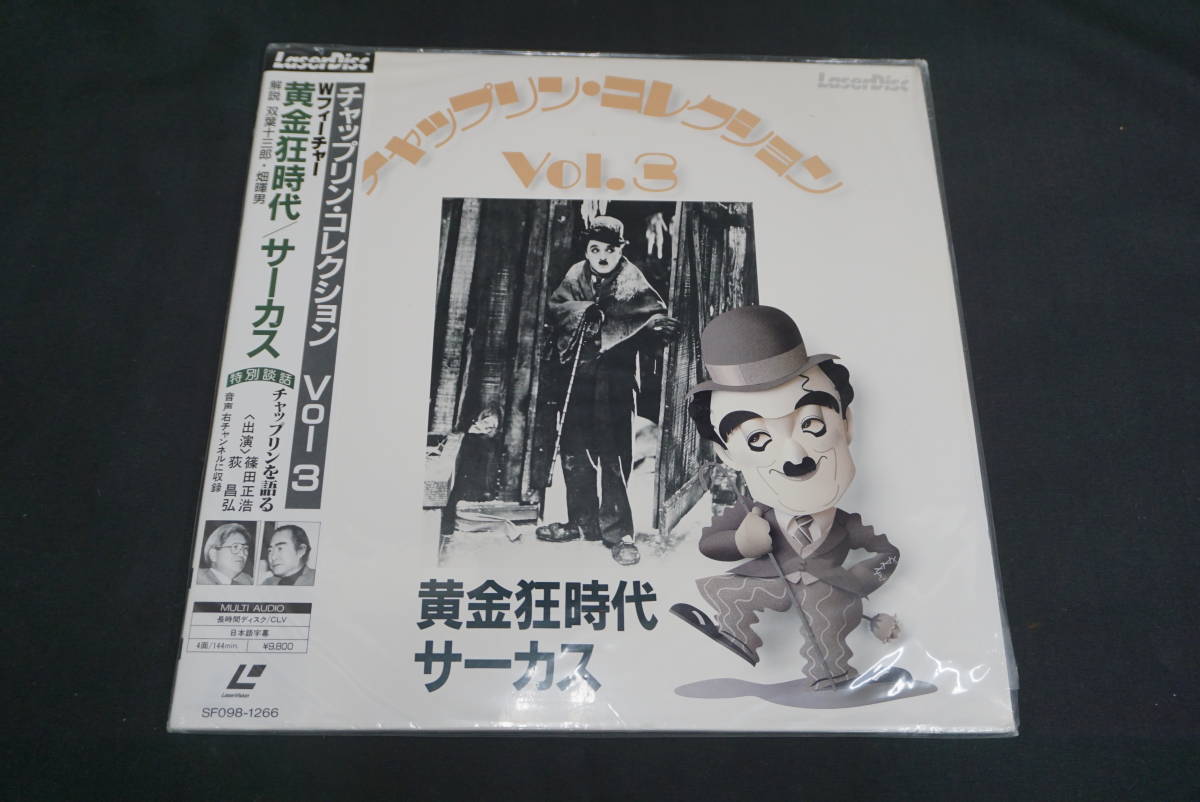 LaserDisc
チャップリン・コレクション Vol 3
Wフィーチャー
黄金狂時代/サーカス
解説 双葉十三郎・畑暉男
特別談話
チャップリンを語る
〈出演〉篠田正浩
荻昌弘
音声右チャンネルに収録
MULTI AUDIO
長時間ディスク/CLV
日本語字幕
4面/144min. ¥9,800
LaserVision
SF098-1266
LaserDisc
チャップリン・コレクション
Vol.3
黄金狂時代
サーカス